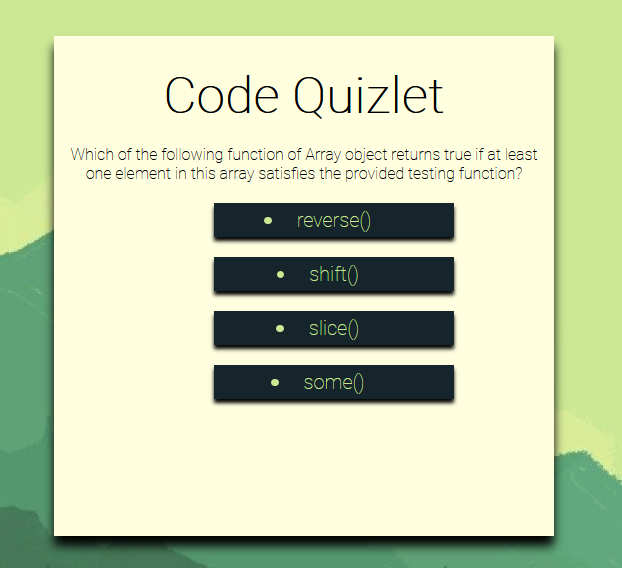 Code Quizlet
Which of the following function of Array object returns true if at least
one element in this array satisfies the provided testing function?
reverse()
shift()
slice()
some()